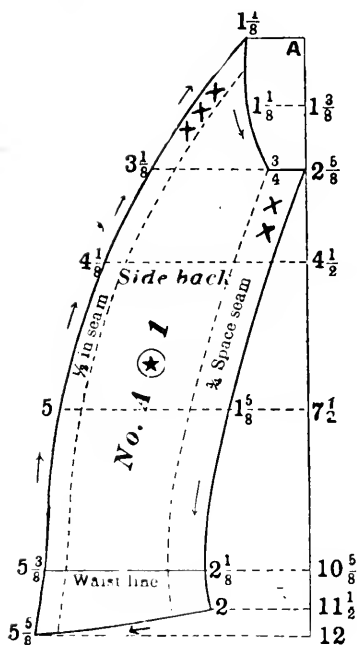 1 1/8
A
1 1/8 1 3/8
3 1/8 3/4 2 5/8
4 1/8 4 1/2
Side back
1/2 in seam
3/4 Space seam
No. 1 1
5 1 5/8 7 1/2
5 3/8 Waist line 2 1/8 10 5/8
2 11 1/2
5 5/8 12